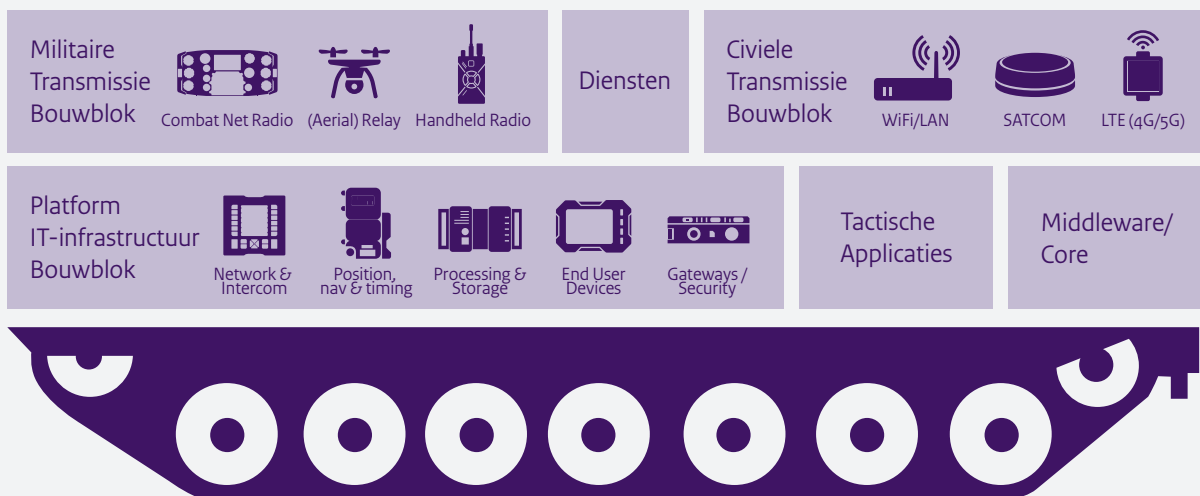 Militaire
Transmissie
Bouwblok
Combat Net Radio
(Aerial) Relay
Handheld Radio
Diensten
Civiele
Transmissie
Bouwblok
WiFi/LAN
SATCOM
LTE (4G/5G)
Platform
IT-infrastructuur
Bouwblok
Network &
Intercom
Position,
nav & timing
Processing &
Storage
End User
Devices
Gateways /
Security
Tactische
Applicaties
Middleware/
Core